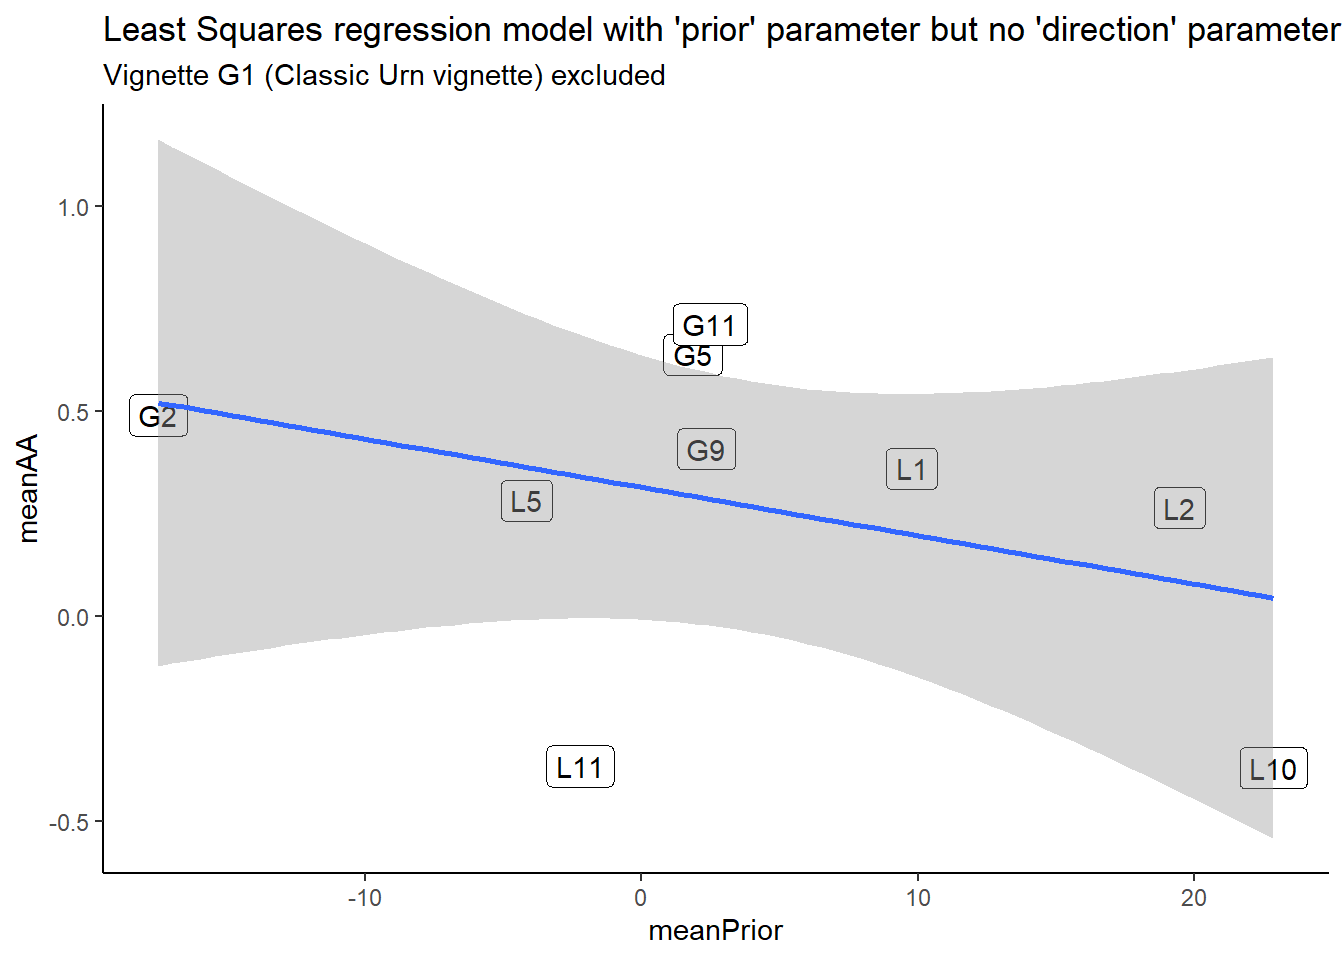 Least Squares regression model with 'prior' parameter but no 'direction' parameter
Vignette G1 (Classic Urn vignette) excluded
1.0
G11
G5
0.5
G2
G9
L1
L5
L2
meanAA
0.0
L11
L10
-0.5
-10
0
10
20
meanPrior